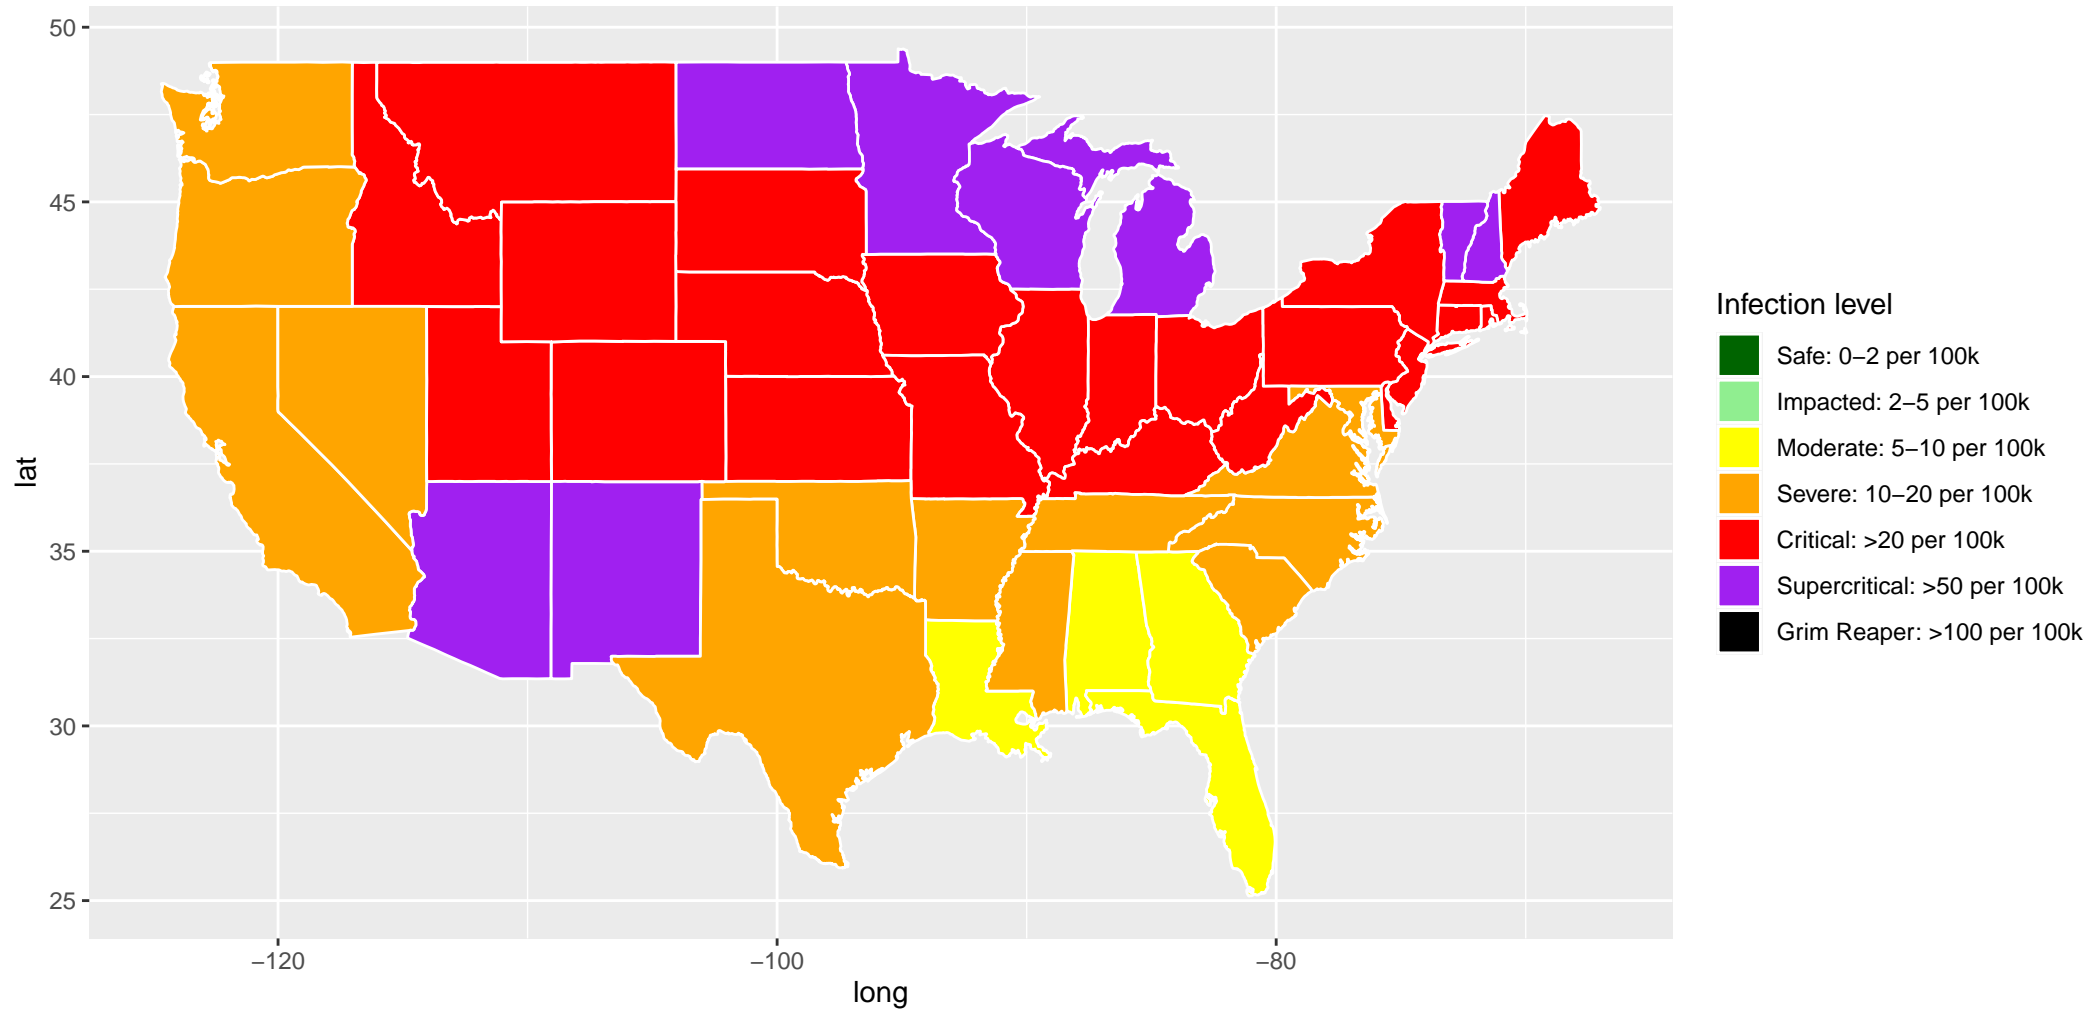 50
45
40
35
30
25
lat
−120
−100
−80
long
Infection level
Safe: 0−2 per 100k
Impacted: 2−5 per 100k
Moderate: 5−10 per 100k
Severe: 10−20 per 100k
Critical: >20 per 100k
Supercritical: >50 per 100k
Grim Reaper: >100 per 100k